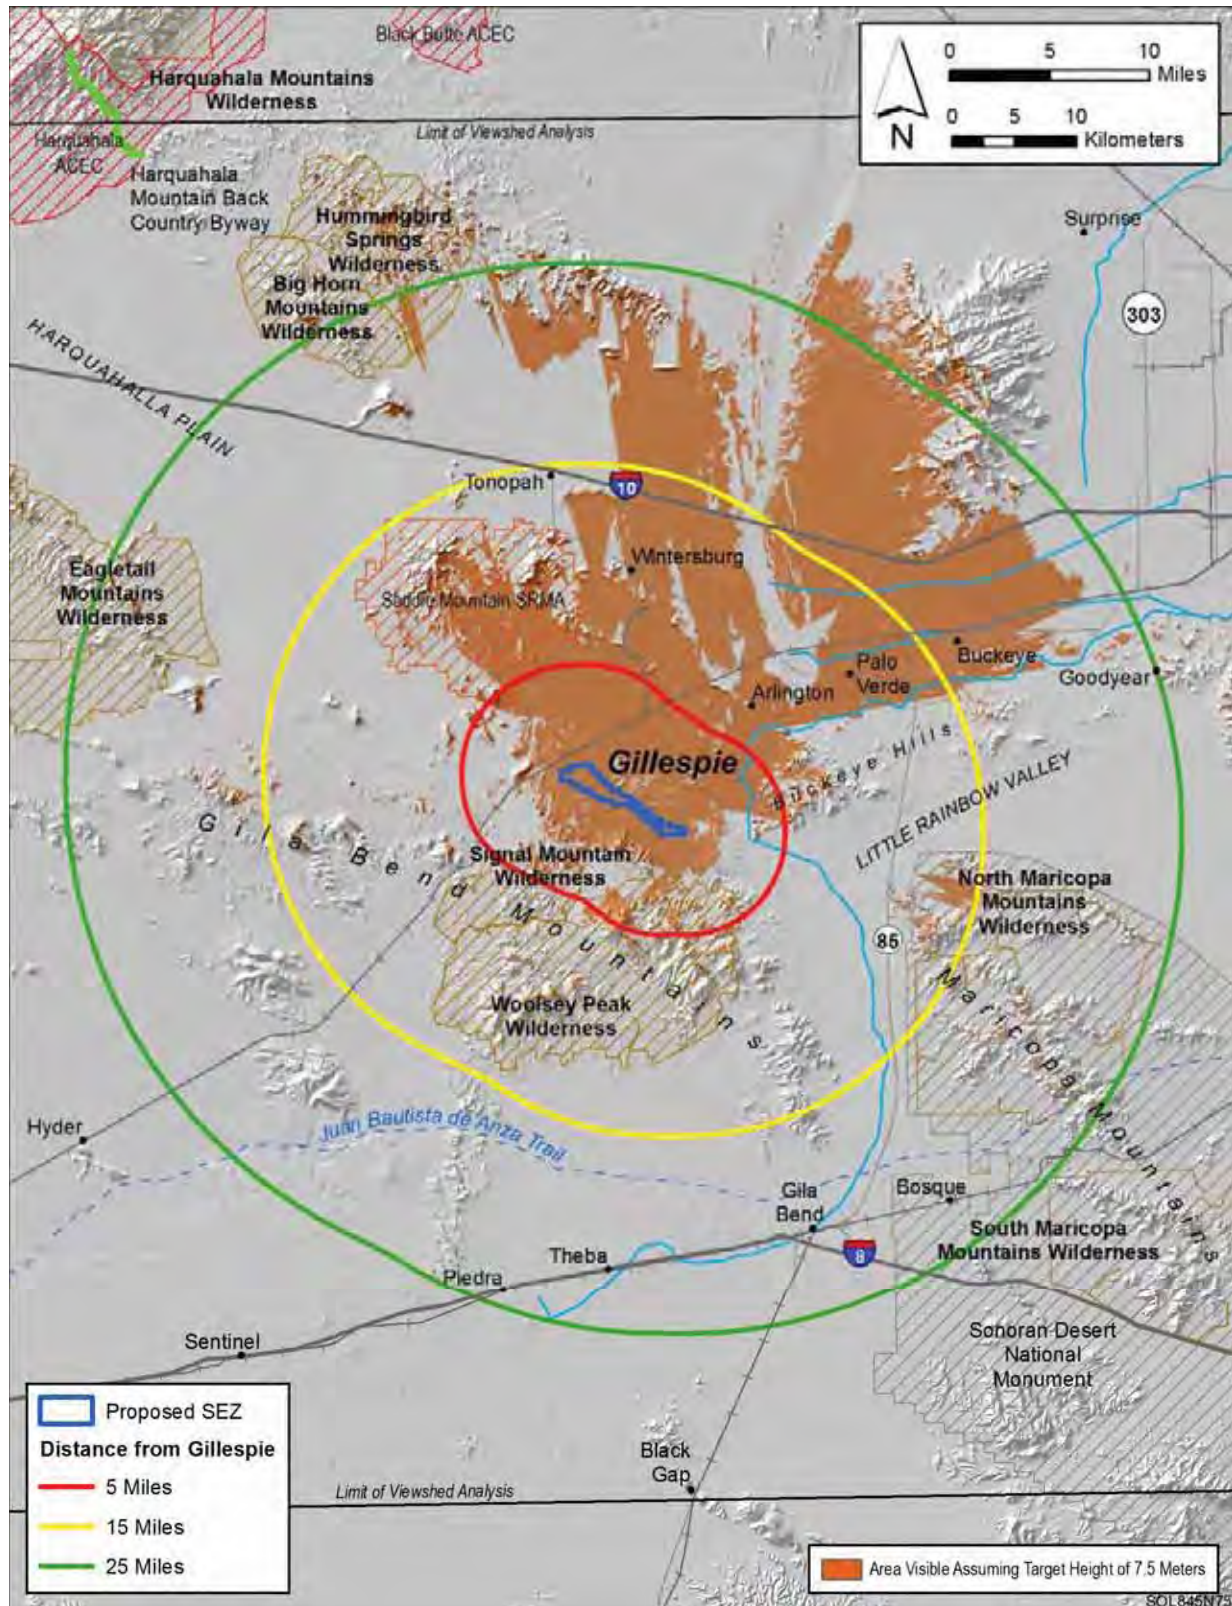 Black Butte ACEC
Harquahala Mountains
Wilderness
Limit of Viewshed Analysis
Harquahala
ACEC
Harquahala
Mountain Back
Country Byway
0 5 10
Miles
0 5 10
Kilometers
N
Surprise
Hummingbird
Springs
Wilderness
Big Horn
Mountains
Wilderness
303
HARQUAHALLA PLAIN
Tonopah
10
Wintersburg
Eagletail
Mountains
Wilderness
Saddle Mountain SRMA
Buckeye
Palo
Verde
Goodyear
Arlington
Gillespie
Buckeye Hills
LITTLE RAINBOW VALLEY
Gila Bend Mountains
Signal Mountain
Wilderness
North Maricopa
Mountains
Wilderness
85
Woolsey Peak
Wilderness
Maricopa Mountains
Hyder
Juan Bautista de Anza Trail
Gila
Bend
Bosque
South Maricopa
Mountains Wilderness
8
Theba
Piedra
Sentinel
Sonoran Desert
National
Monument
Black
Gap
Limit of Viewshed Analysis
Proposed SEZ
Distance from Gillespie
5 Miles
15 Miles
25 Miles
Area Visible Assuming Target Height of 7.5 Meters